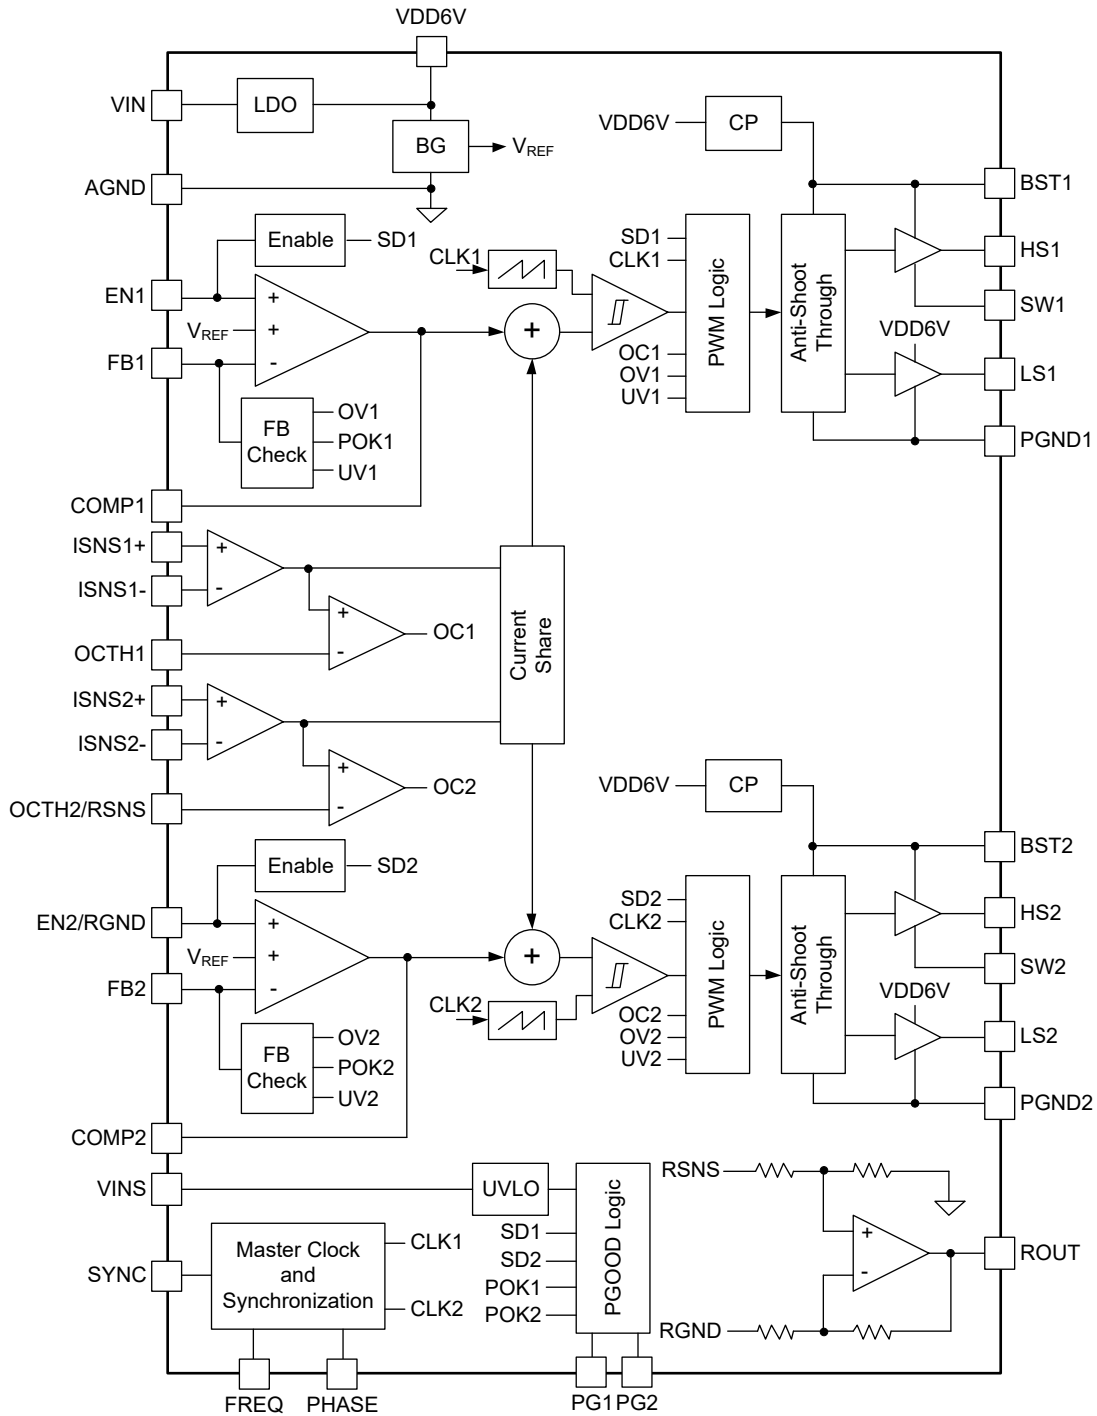 VDD6V
VIN
LDO
BG
VREF
AGND
VDD6V
CP
BST1
Enable
SD1
EN1
+
VREF
+
FB1
-
FB
Check
OV1
POK1
UV1
COMP1
CLK1
+
SD1
CLK1
OC1
OV1
UV1
PWM Logic
Anti-Shoot
Through
HS1
SW1
VDD6V
LS1
PGND1
ISNS1+
+
ISNS1-
-
+
OC1
OCTH1
-
ISNS2+
+
ISNS2-
-
+
OC2
OCTH2/RSNS
-
Current
Share
VDD6V
CP
BST2
Enable
SD2
EN2/RGND
+
VREF
+
FB2
-
FB
Check
OV2
POK2
UV2
COMP2
+
CLK2
SD2
CLK2
OC2
OV2
UV2
PWM Logic
Anti-Shoot
Through
HS2
SW2
VDD6V
LS2
PGND2
VINS
UVLO
SD1
SD2
POK1
POK2
PGOOD Logic
SYNC
Master Clock
and
Synchronization
CLK1
CLK2
FREQ
PHASE
PG1
PG2
RSNS
+
-
RGND
ROUT